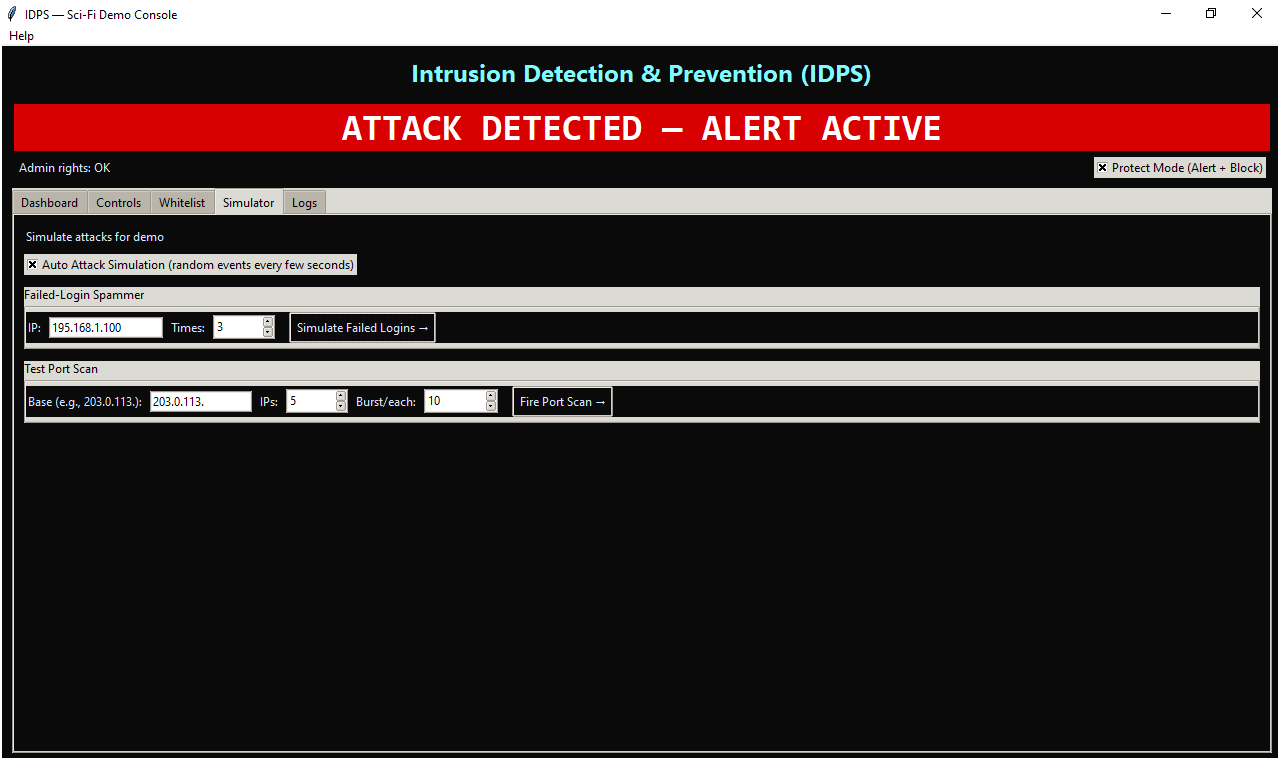 IDPS — Sci-Fi Demo Console
Help
Intrusion Detection & Prevention (IDPS)
ATTACK DETECTED — ALERT ACTIVE
Admin rights: OK
Protect Mode (Alert + Block)
Dashboard Controls Whitelist Simulator Logs
Simulate attacks for demo
Auto Attack Simulation (random events every few seconds)
Failed-Login Spammer
IP: 195.168.1.100 Times: 3 Simulate Failed Logins →
Test Port Scan
Base (e.g., 203.0.113.): 203.0.113. IPs: 5 Burst/each: 10 Fire Port Scan →